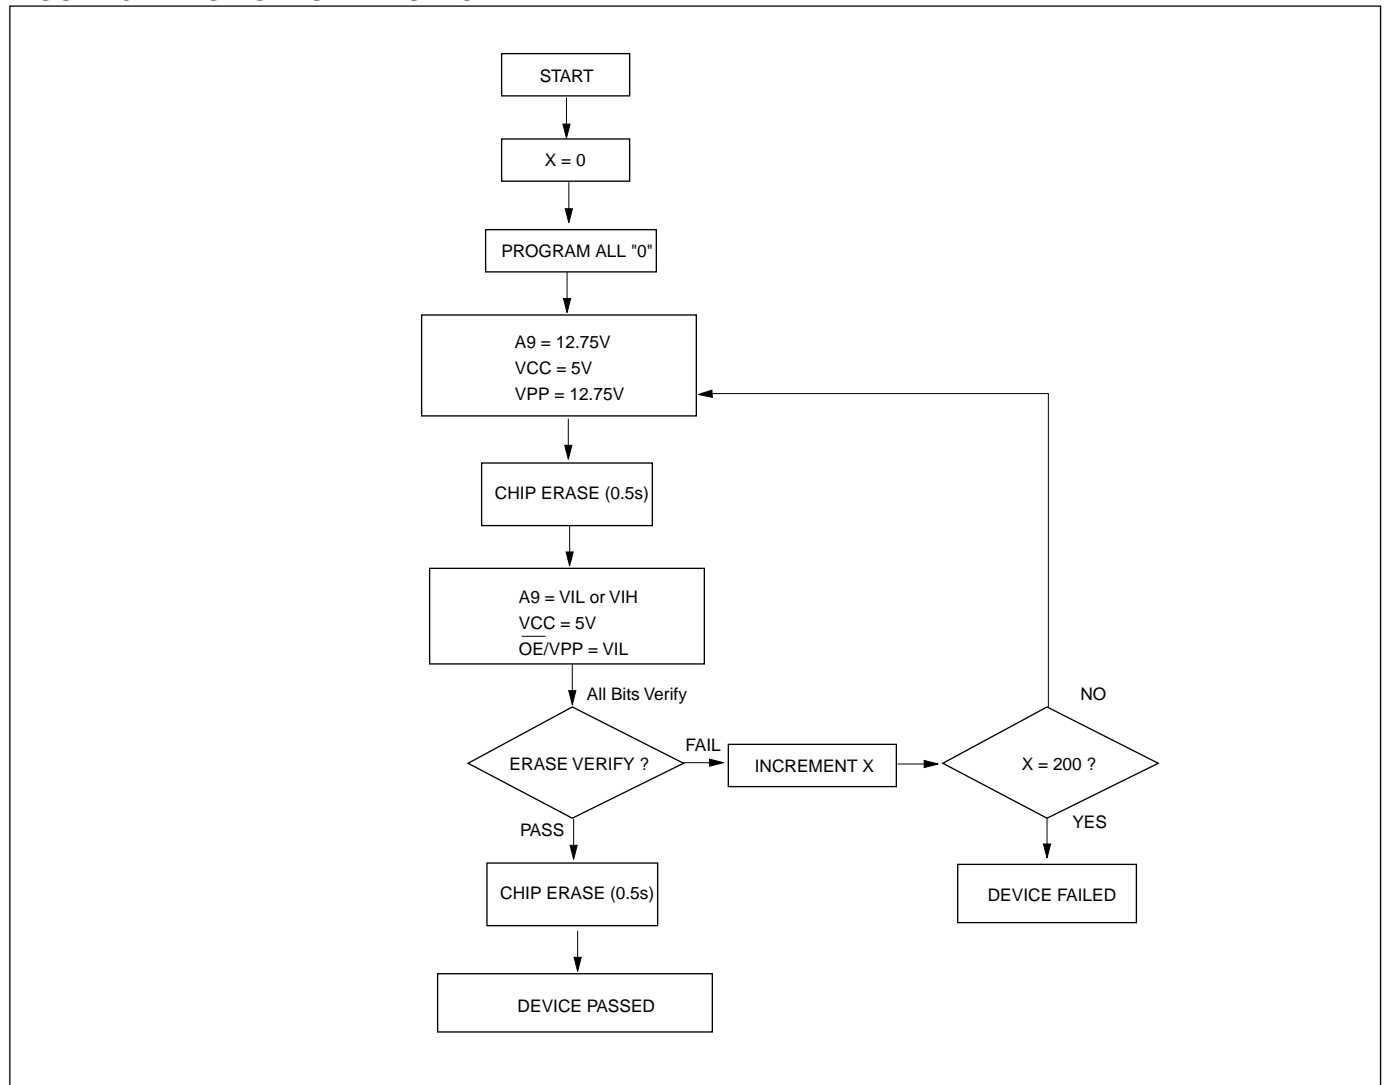 START
X = 0
PROGRAM ALL "0"
A9 = 12.75V
VCC = 5V
VPP = 12.75V
CHIP ERASE (0.5s)
A9 = VIL or VIH
VCC = 5V
OE/VPP = VIL
All Bits Verify
NO
ERASE VERIFY ?
FAIL
INCREMENT X
X = 200 ?
PASS
YES
CHIP ERASE (0.5s)
DEVICE FAILED
DEVICE PASSED